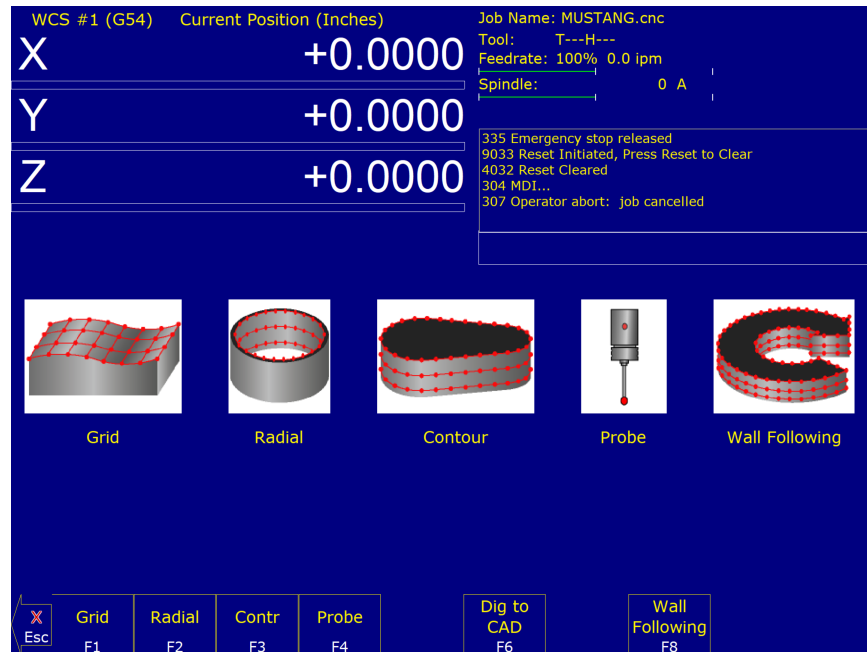 WCS #1 (G54) Current Position (Inches)
X +0.0000
Y +0.0000
Z +0.0000
Job Name: MUSTANG.cnc
Tool: T---H---
Feedrate: 100% 0.0 ipm
Spindle: 0 A
335 Emergency stop released
9033 Reset Initiated, Press Reset to Clear
4032 Reset Cleared
304 MDI...
307 Operator abort: job cancelled
Grid Radial Contour Probe Wall Following
X
Esc
Grid
F1
Radial
F2
Contr
F3
Probe
F4
Dig to
CAD
F6
Wall
Following
F8